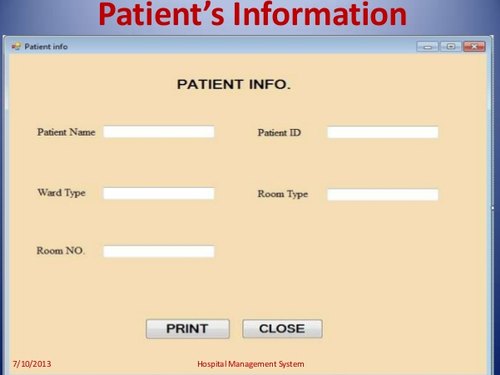 Patient's Information
Patient info
PATIENT INFO.
Patient Name
Patient ID
Ward Type
Room Type
Room NO.
PRINT
CLOSE
7/10/2013
Hospital Management System